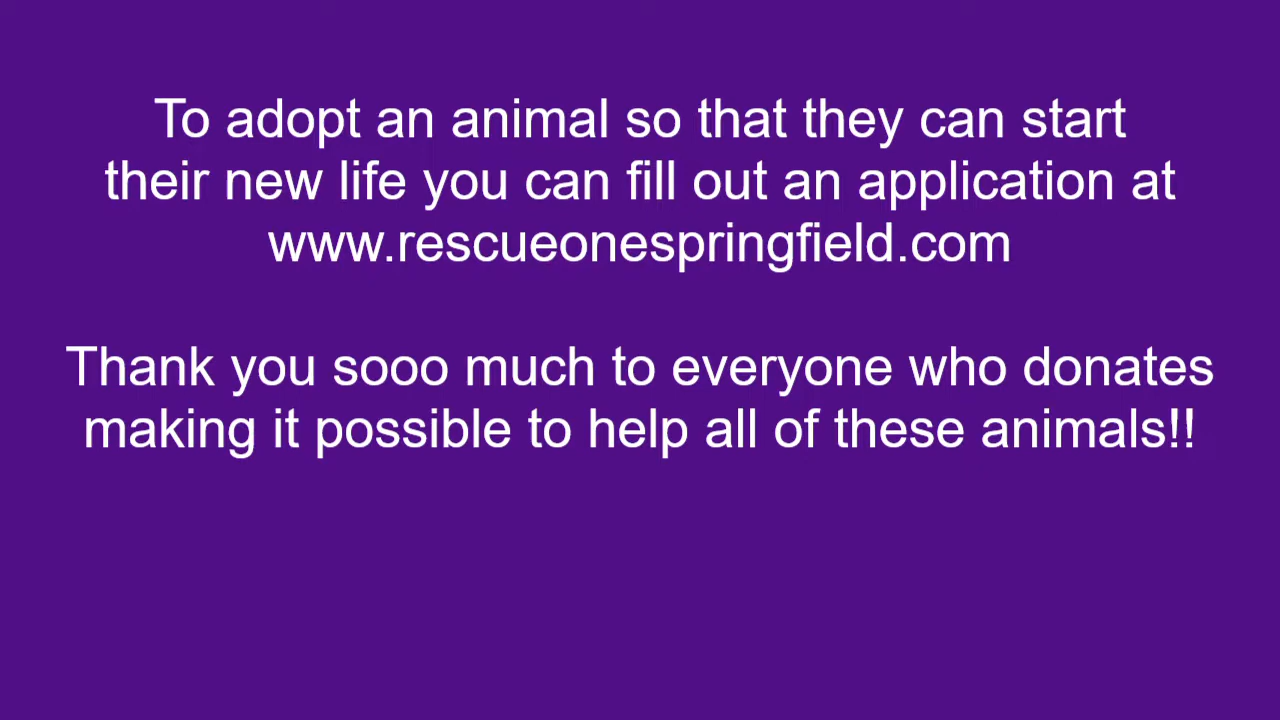 To adopt an animal so that they can start
their new life you can fill out an application at
www.rescueonespringfield.com
Thank you sooo much to everyone who donates
making it possible to help all of these animals!!